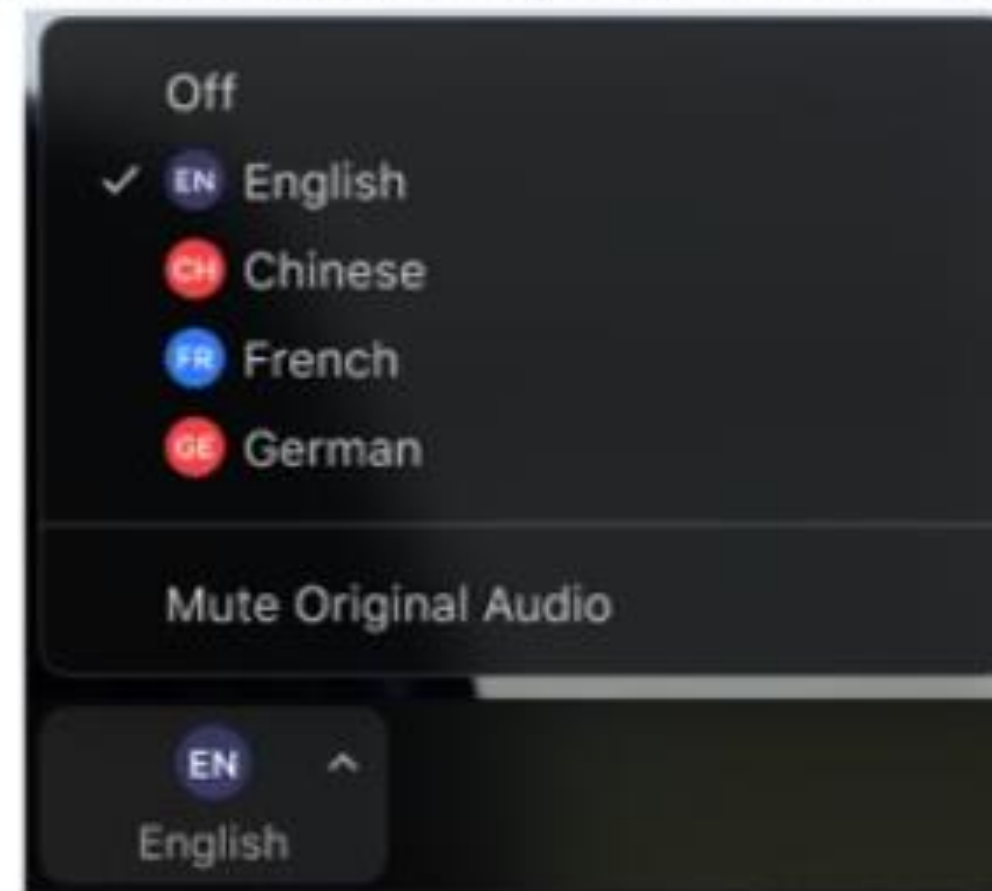 Off
EN English
CH Chinese
FR French
GE German
Mute Original Audio
EN
English